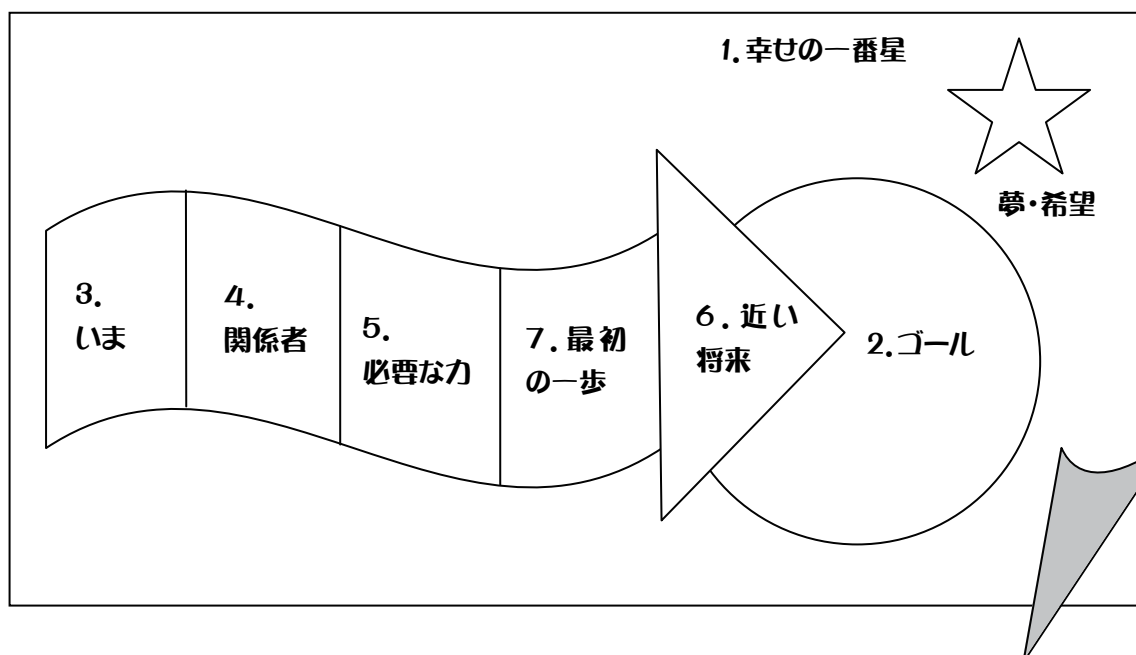 1.幸せの一番星
夢・希望
3.
いま
4.
関係者
5.
必要な力
7.最初
の一歩
6.近い
将来
2.ゴール